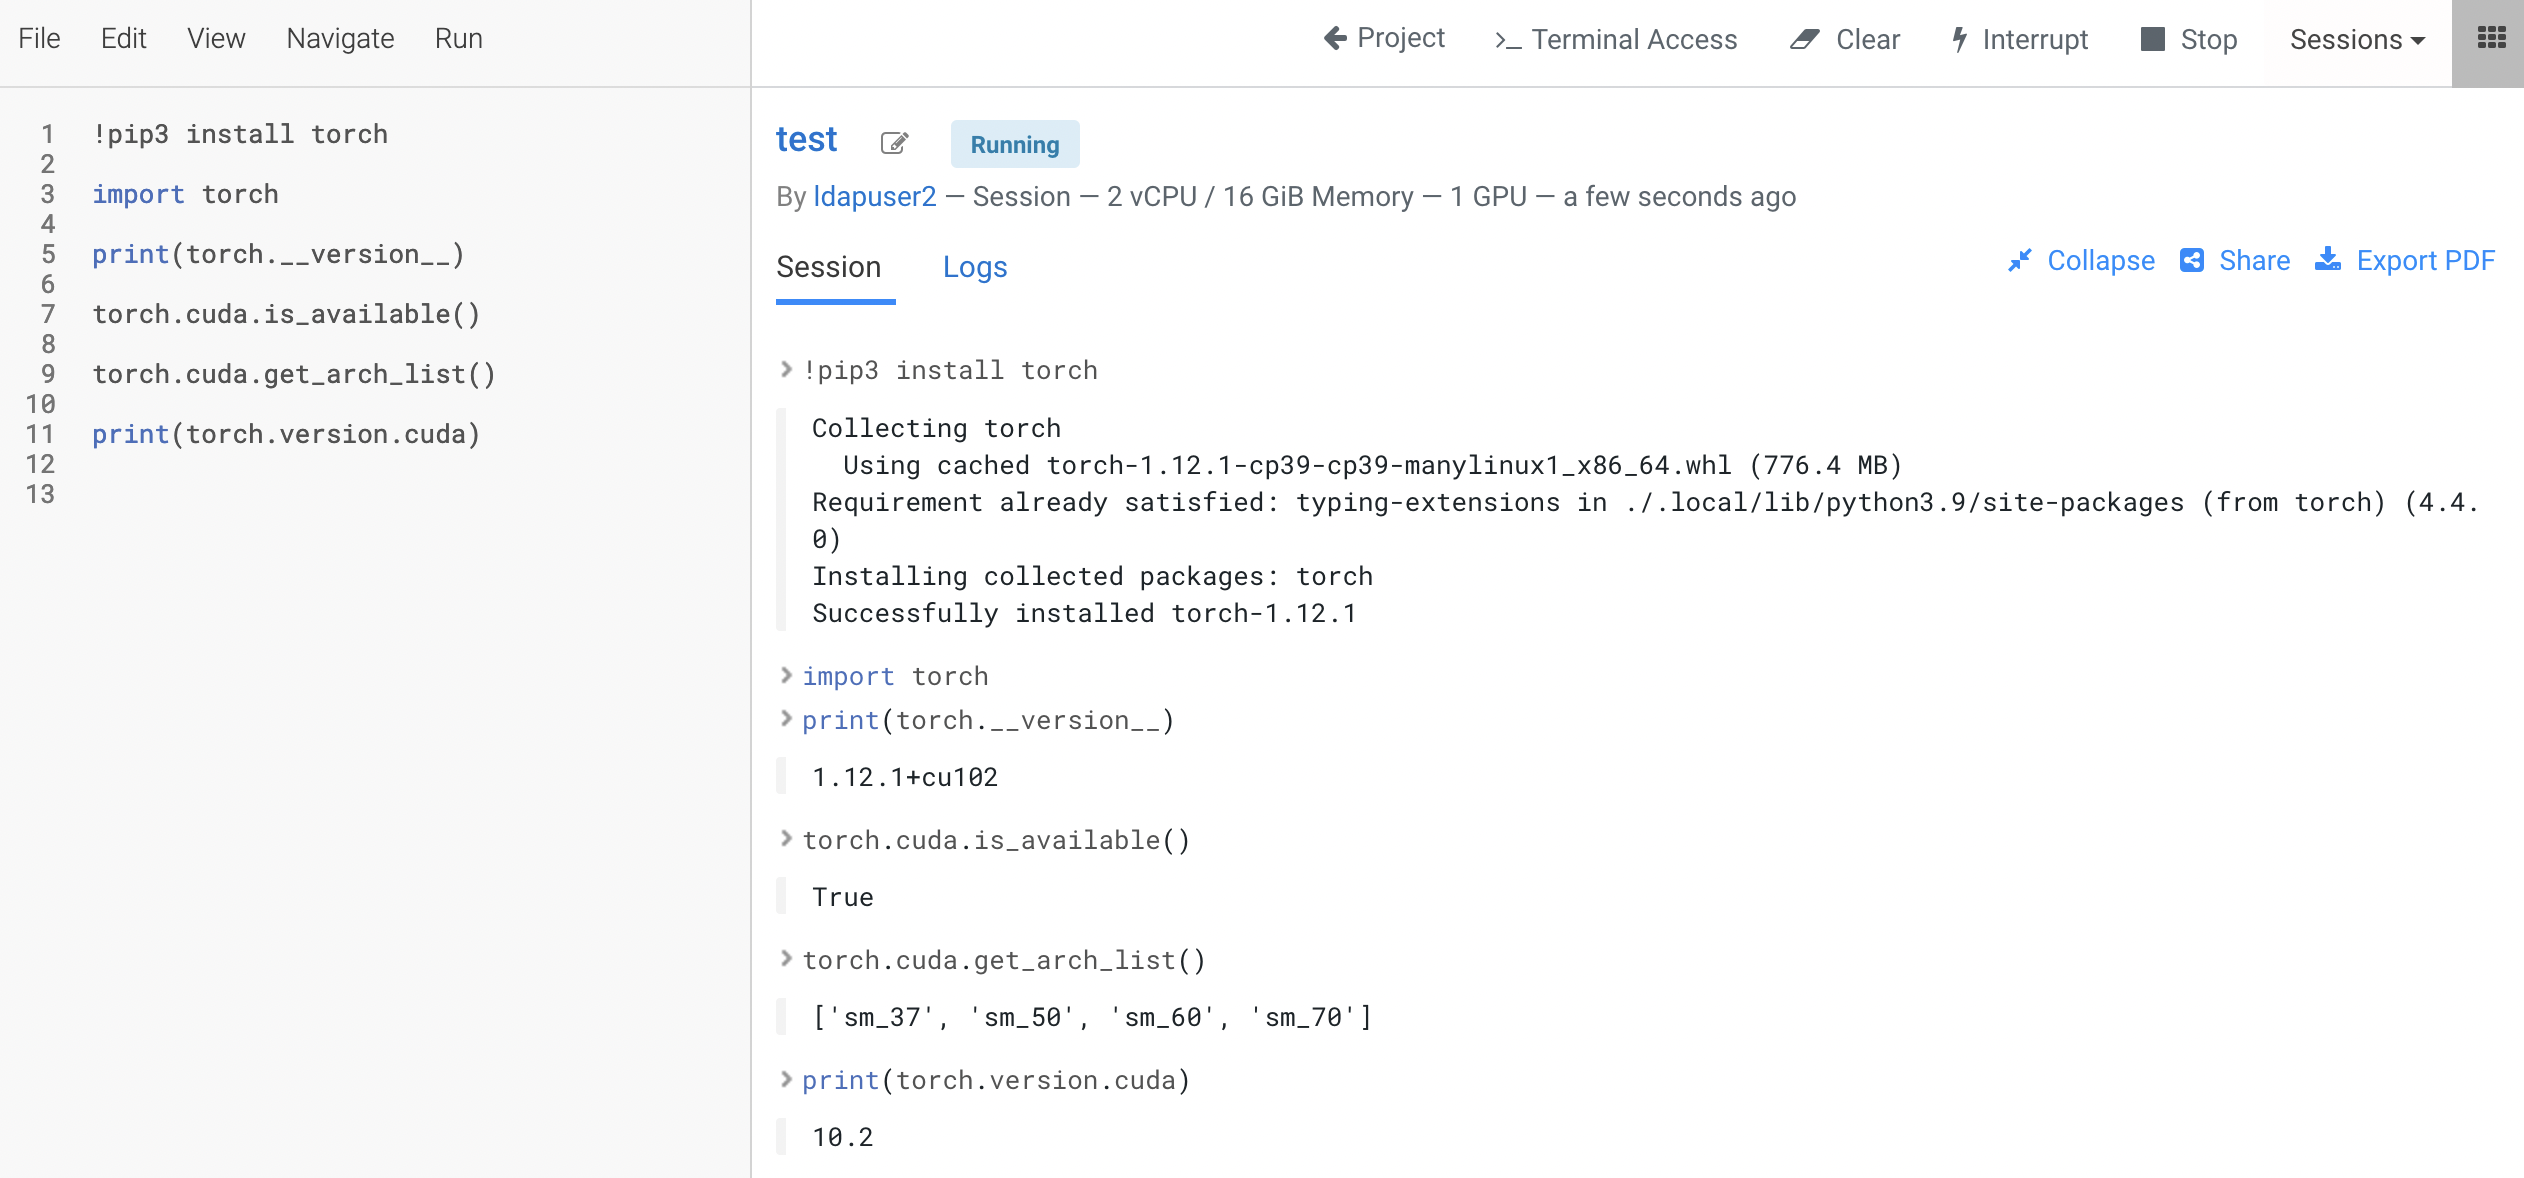 File Edit View Navigate Run
Project Terminal Access Clear Interrupt Stop Sessions
1 !pip3 install torch
2
3 import torch
4
5 print(torch.__version__)
6
7 torch.cuda.is_available()
8
9 torch.cuda.get_arch_list()
10
11 print(torch.version.cuda)
12
13
test Running
By ldapuser2 — Session — 2 vCPU / 16 GiB Memory — 1 GPU — a few seconds ago
Session Logs Collapse Share Export PDF
!pip3 install torch
Collecting torch
  Using cached torch-1.12.1-cp39-cp39-manylinux1_x86_64.whl (776.4 MB)
Requirement already satisfied: typing-extensions in ./.local/lib/python3.9/site-packages (from torch) (4.4.
0)
Installing collected packages: torch
Successfully installed torch-1.12.1
import torch
print(torch.__version__)
1.12.1+cu102
torch.cuda.is_available()
True
torch.cuda.get_arch_list()
['sm_37', 'sm_50', 'sm_60', 'sm_70']
print(torch.version.cuda)
10.2